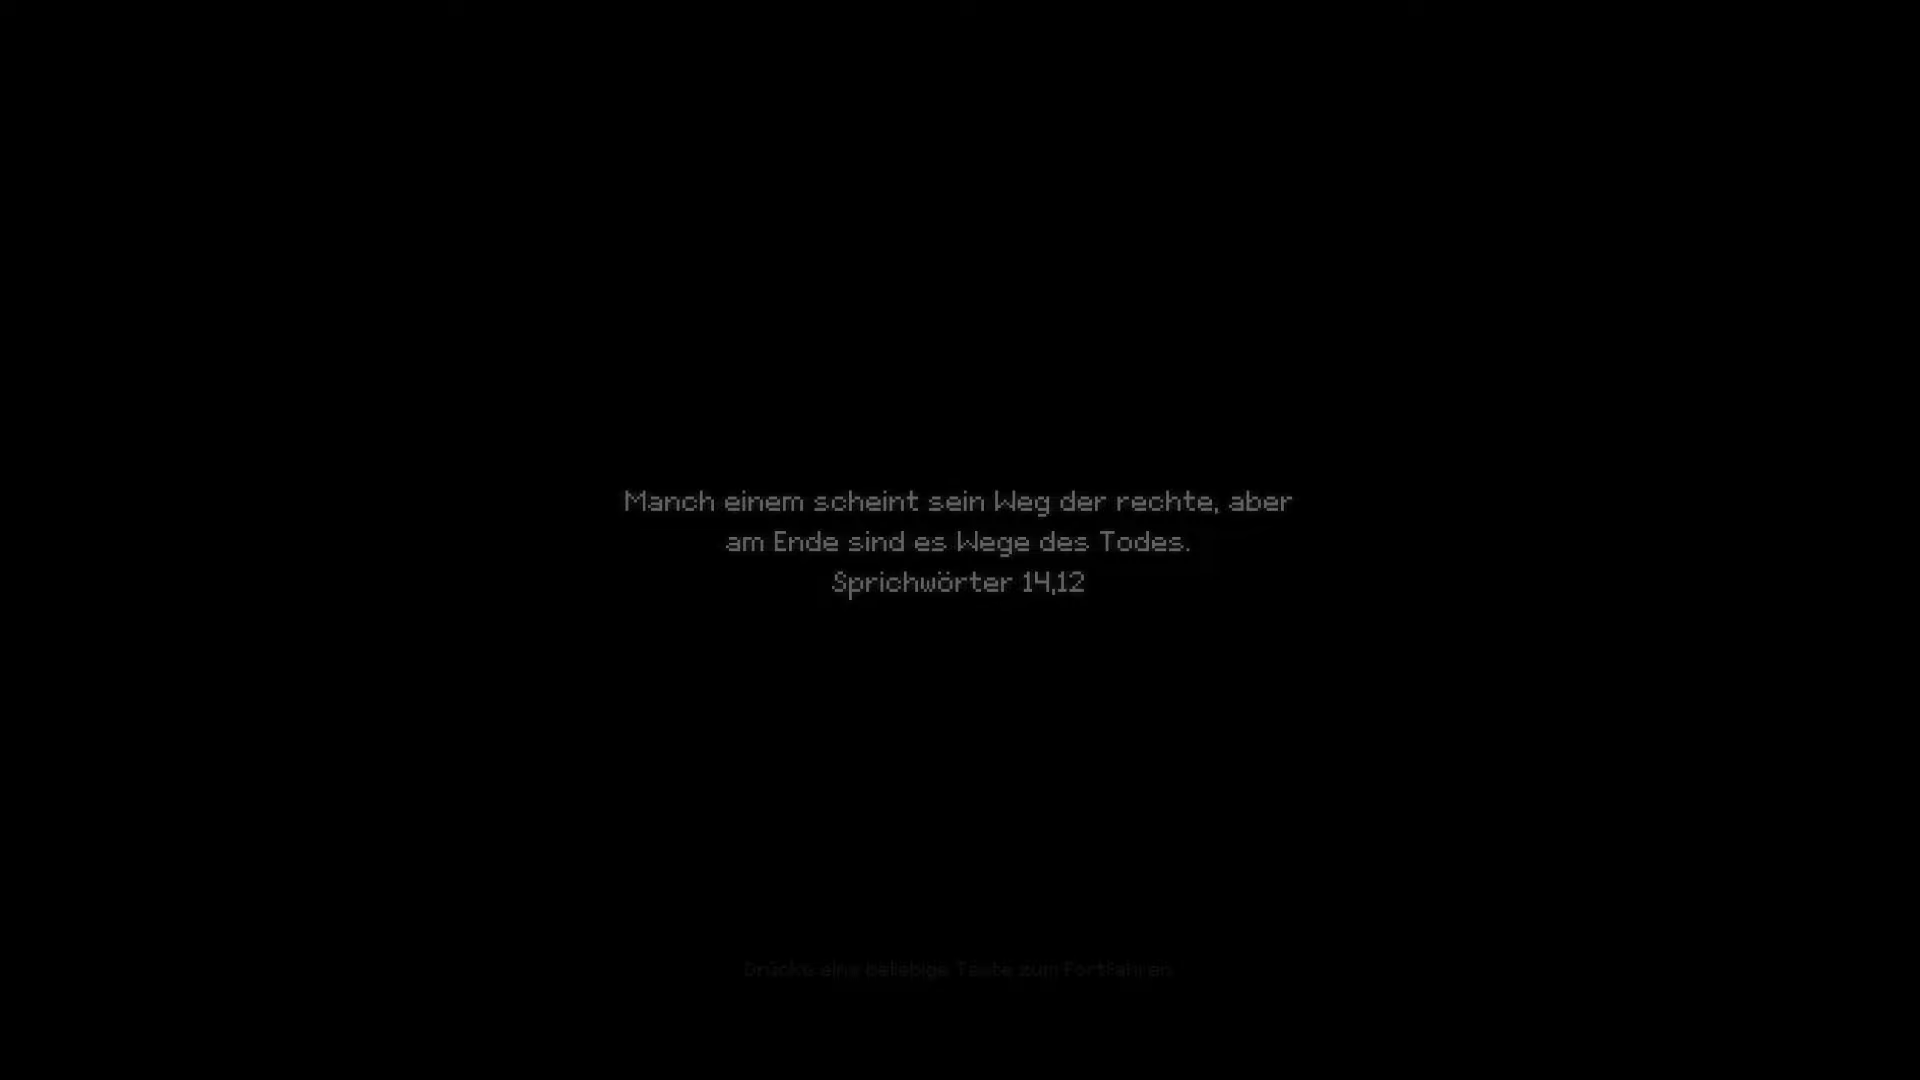 Manch einem scheint sein Weg der rechte, aber
am Ende sind es Wege des Todes.
Sprichwörter 14,12
Drücke eine beliebige Taste zum Fortfahren